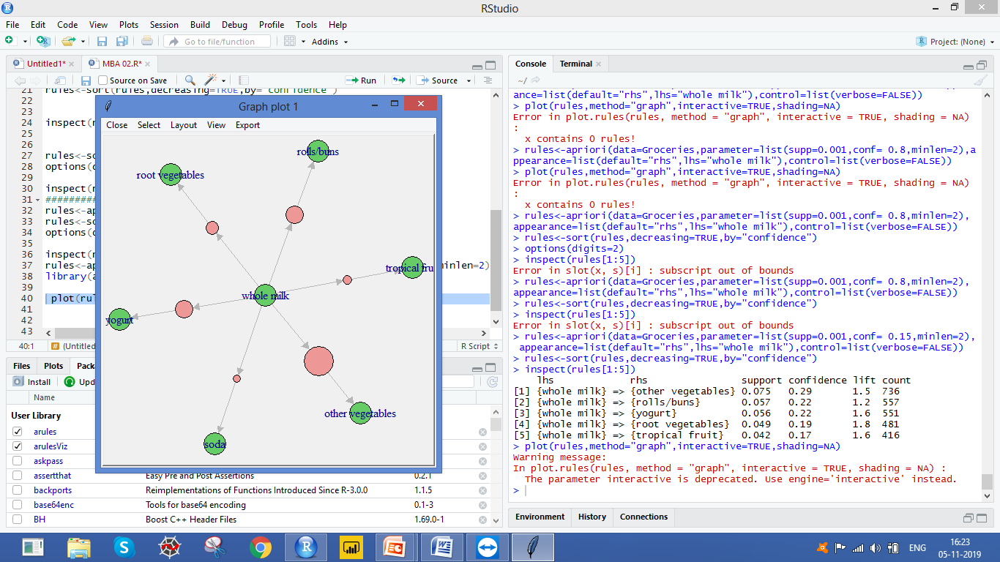 RStudio
File Edit Code View Plots Session Build Debug Profile Tools Help
Go to file/function Addins Project: (None)
Untitled1* MBA 02.R*
Source on Save Run Source
21 rules<-sort(rules,decreasing=TRUE,by="confidence")
22
23
24 inspect(r
25
26
27 rules<-so
28 options(d
29
30 inspect(r
31 #########
32 rules<-ap
33 rules<-so
34 options(d
35
36 inspect(r
37 rules<-ap minlen=2)
38 library(a
39
40 plot(rul
41
42
43
40:1 (Untitled R Script
Graph plot 1
Close Select Layout View Export
rolls/buns
root vegetables
tropical fru
whole milk
yogurt
other vegetables
soda
Files Plots Pack
Install Upd
Name
User Library
arules
arulesViz
askpass
assertthat Easy Pre and Post Assertions 0.2.1
backports Reimplementations of Functions Introduced Since R-3.0.0 1.1.5
base64enc Tools for base64 encoding 0.1-3
BH Boost C++ Header Files 1.69.0-1
Console Terminal
~/
ance=list(default="rhs",lhs="whole milk"),control=list(verbose=FALSE))
> plot(rules,method="graph",interactive=TRUE,shading=NA)
Error in plot.rules(rules, method = "graph", interactive = TRUE, shading = NA)
:
x contains 0 rules!
> rules<-apriori(data=Groceries,parameter=list(supp=0.001,conf= 0.8,minlen=2),a
ppearance=list(default="rhs",lhs="whole milk"),control=list(verbose=FALSE))
> plot(rules,method="graph",interactive=TRUE,shading=NA)
Error in plot.rules(rules, method = "graph", interactive = TRUE, shading = NA)
:
x contains 0 rules!
> rules<-apriori(data=Groceries,parameter=list(supp=0.001,conf= 0.8,minlen=2),
appearance=list(default="rhs",lhs="whole milk"),control=list(verbose=FALSE))
> rules<-sort(rules,decreasing=TRUE,by="confidence")
> options(digits=2)
> inspect(rules[1:5])
Error in slot(x, s)[i] : subscript out of bounds
> rules<-apriori(data=Groceries,parameter=list(supp=0.001,conf= 0.8,minlen=2),
appearance=list(default="rhs",lhs="whole milk"),control=list(verbose=FALSE))
> rules<-sort(rules,decreasing=TRUE,by="confidence")
> inspect(rules[1:5])
Error in slot(x, s)[i] : subscript out of bounds
> rules<-apriori(data=Groceries,parameter=list(supp=0.001,conf= 0.15,minlen=2),
appearance=list(default="rhs",lhs="whole milk"),control=list(verbose=FALSE))
> rules<-sort(rules,decreasing=TRUE,by="confidence")
> inspect(rules[1:5])
lhs rhs support confidence lift count
[1] {whole milk} => {other vegetables} 0.075 0.29 1.5 736
[2] {whole milk} => {rolls/buns} 0.057 0.22 1.2 557
[3] {whole milk} => {yogurt} 0.056 0.22 1.6 551
[4] {whole milk} => {root vegetables} 0.049 0.19 1.8 481
[5] {whole milk} => {tropical fruit} 0.042 0.17 1.6 416
> plot(rules,method="graph",interactive=TRUE,shading=NA)
Warning message:
In plot.rules(rules, method = "graph", interactive = TRUE, shading = NA) :
The parameter interactive is deprecated. Use engine='interactive' instead.
>
Environment History Connections
ENG 16:23
05-11-2019